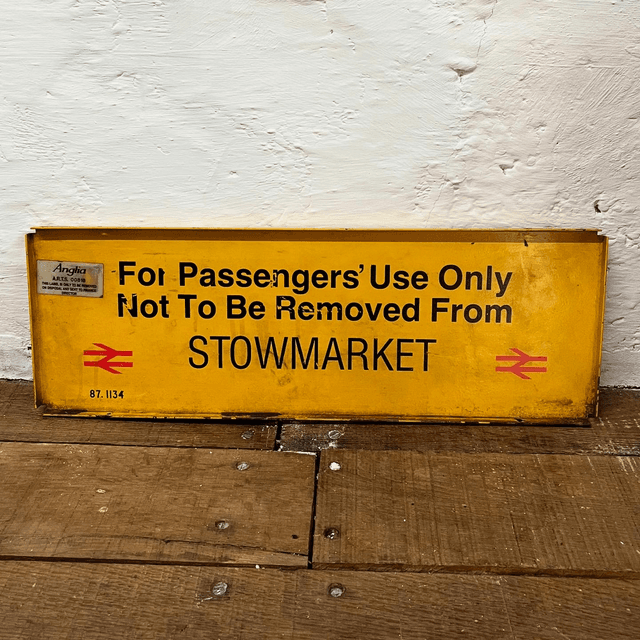 Anglia
For Passengers' Use Only
Not To Be Removed From
STOWMARKET
87. 1134